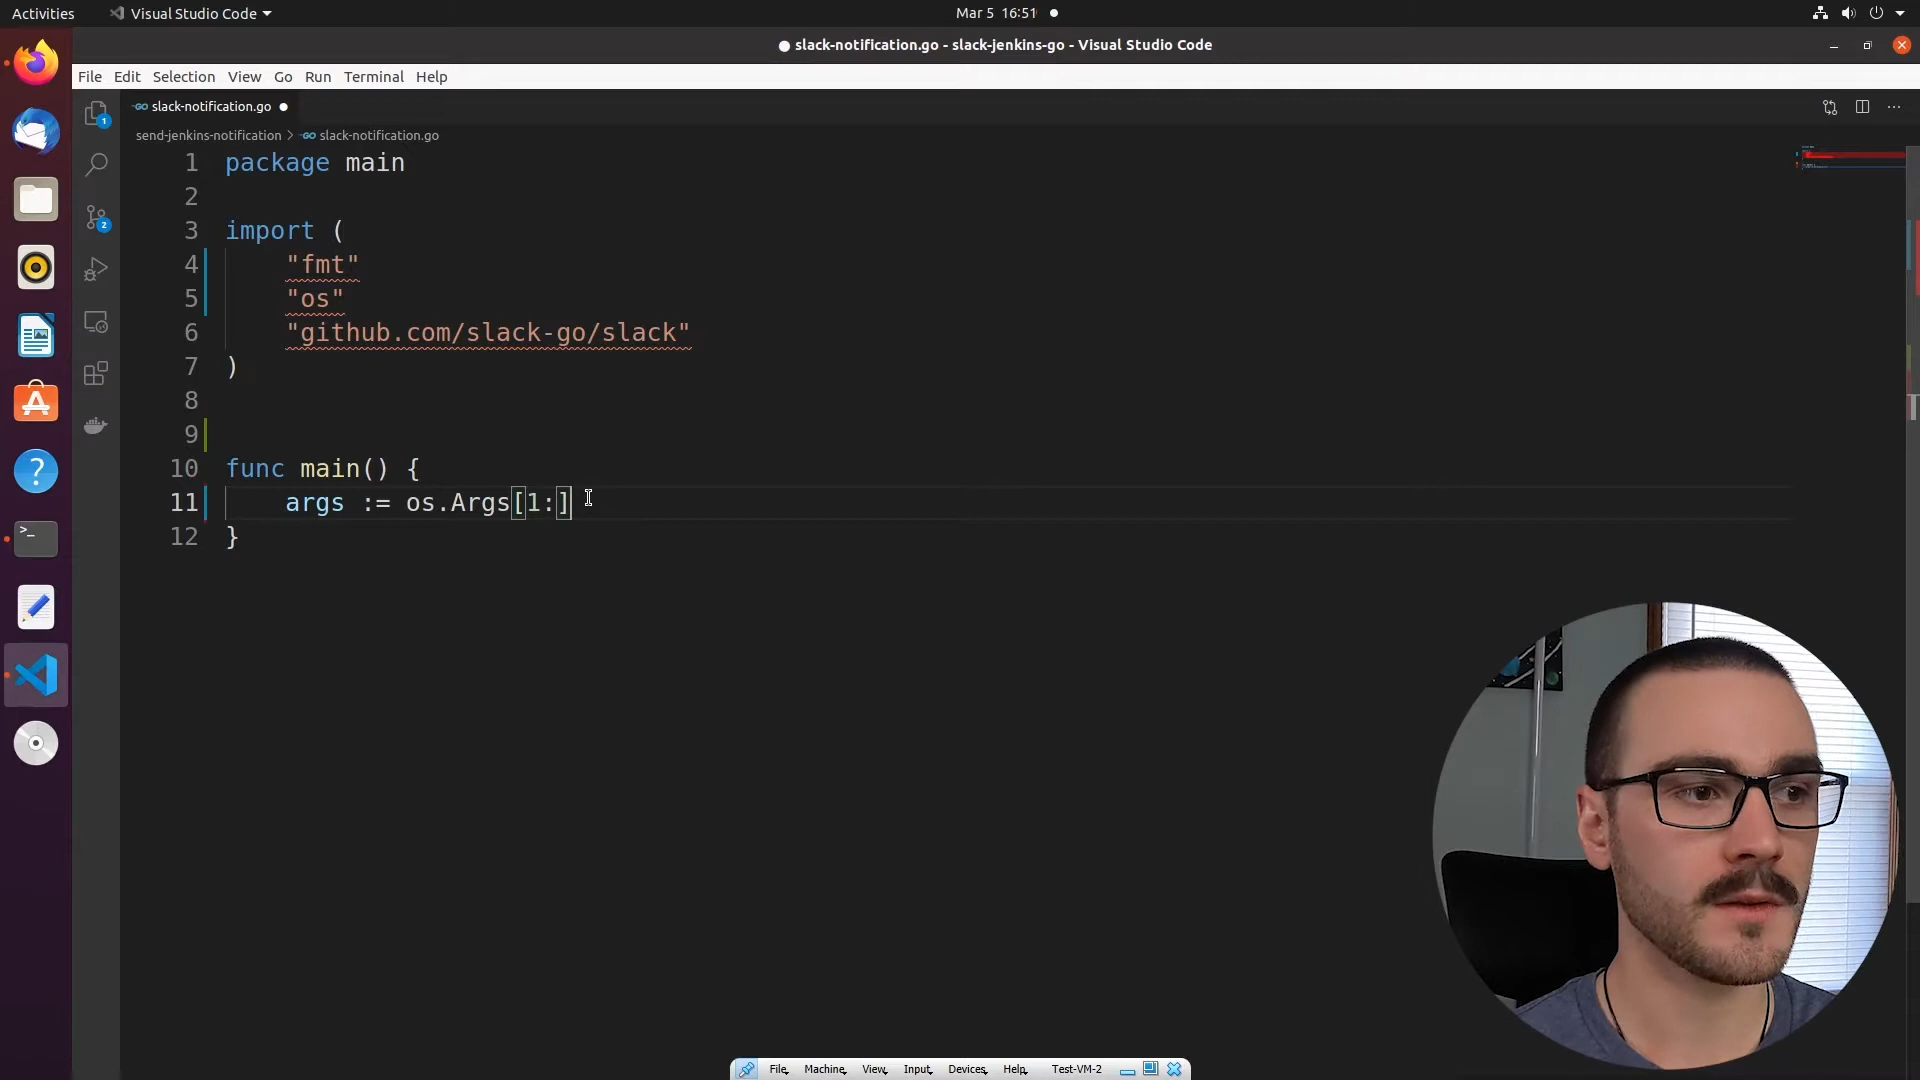 Activities
Visual Studio Code
Mar 5 16:51
slack-notification.go - slack-jenkins-go - Visual Studio Code
File Edit Selection View Go Run Terminal Help
slack-notification.go
send-jenkins-notification > slack-notification.go
1 package main
2
3 import (
4 "fmt"
5 "os"
6 "github.com/slack-go/slack"
7 )
8
9
10 func main() {
11 args := os.Args[1:]
12 }
1
2
File Machine View Input Devices Help Test-VM-2